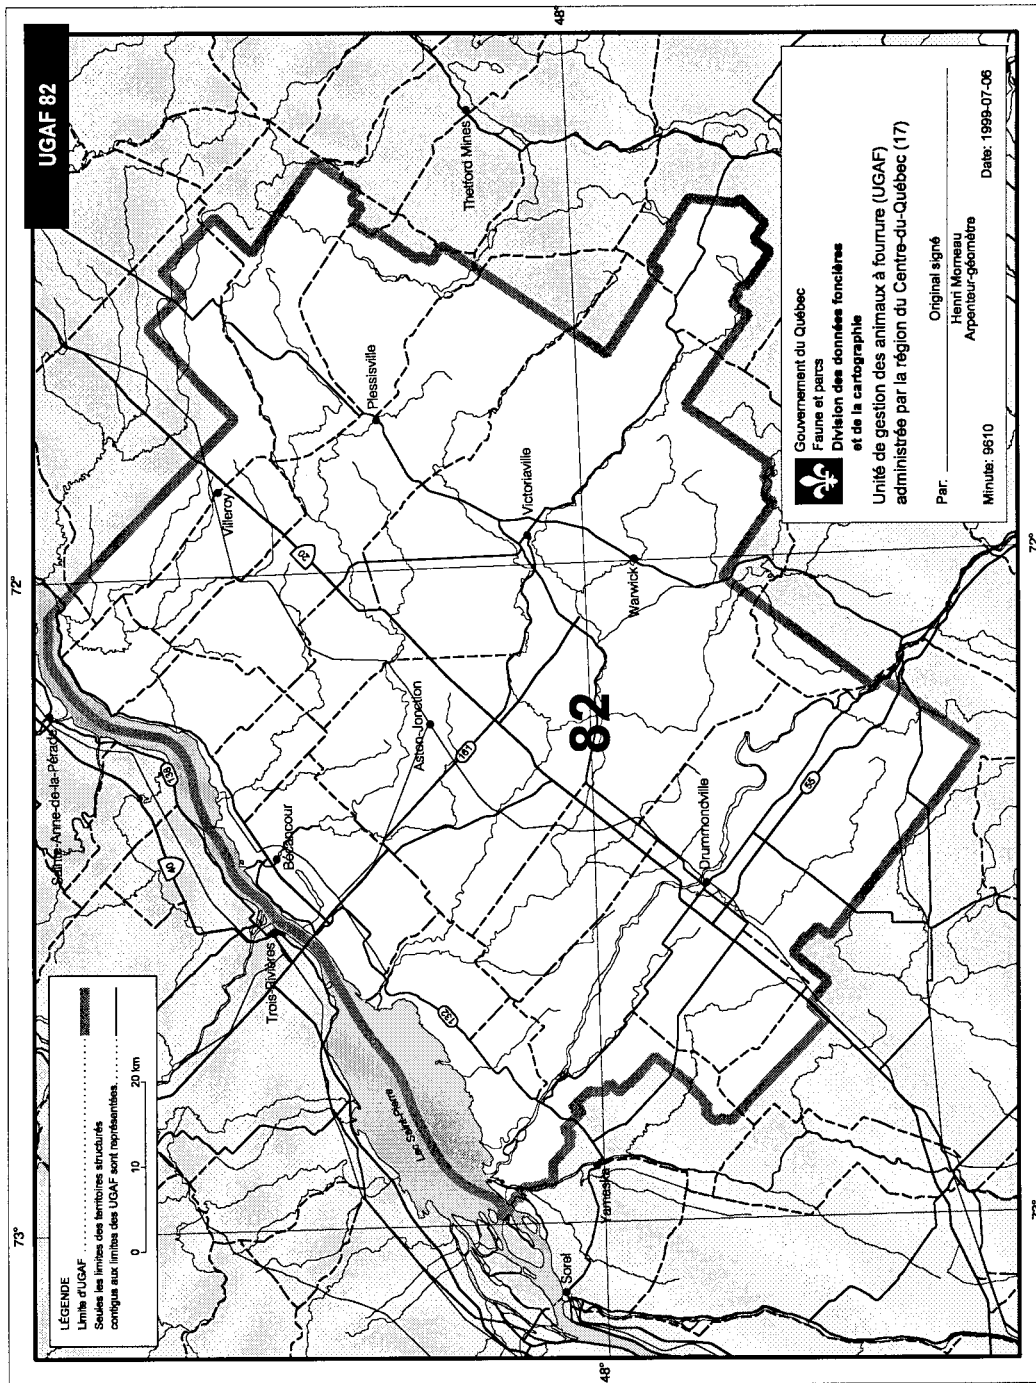 UGAF 82
73°
72°
48°
LÉGENDE
Limite d'UGAF
Seules les limites des territoires structurés
contigus aux limites des UGAF sont représentées.
0 10 20 km
Sainte-Anne-de-la-Pérade
138
40
Trois-Rivières
Bécancour
Villeroy
20
Thetford Mines
Plessisville
Lac Saint-Pierre
132
Aston-Jonction
161
Victoriaville
82
Warwick
Sorel
Yamaska
Drummondville
55
Gouvernement du Québec
Faune et parcs
Division des données foncières
et de la cartographie
Unité de gestion des animaux à fourrure (UGAF)
administrée par la région du Centre-du-Québec (17)
Par:
Original signé
Henri Morneau
Arpenteur-géomètre
Minute: 9610
Date: 1999-07-06
48°
73°
72°